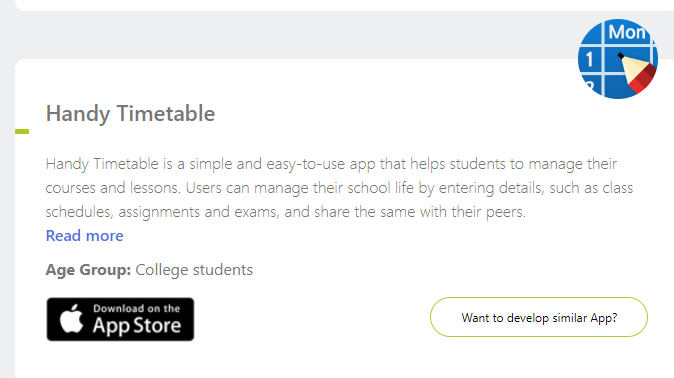 Mon
1
2
Handy Timetable
Handy Timetable is a simple and easy-to-use app that helps students to manage their
courses and lessons. Users can manage their school life by entering details, such as class
schedules, assignments and exams, and share the same with their peers.
Read more
Age Group: College students
Download on the
App Store
Want to develop similar App?